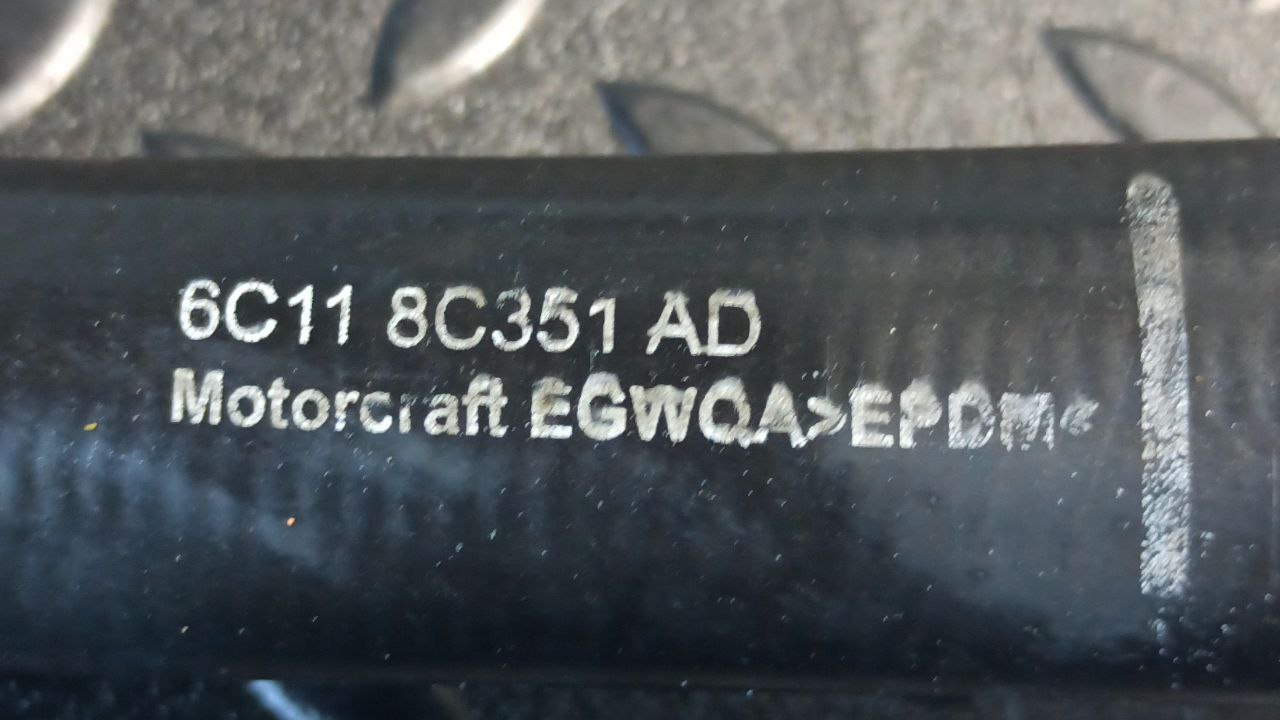 6C11 8C351 AD
Motorcraft EGWQA>EPDM<